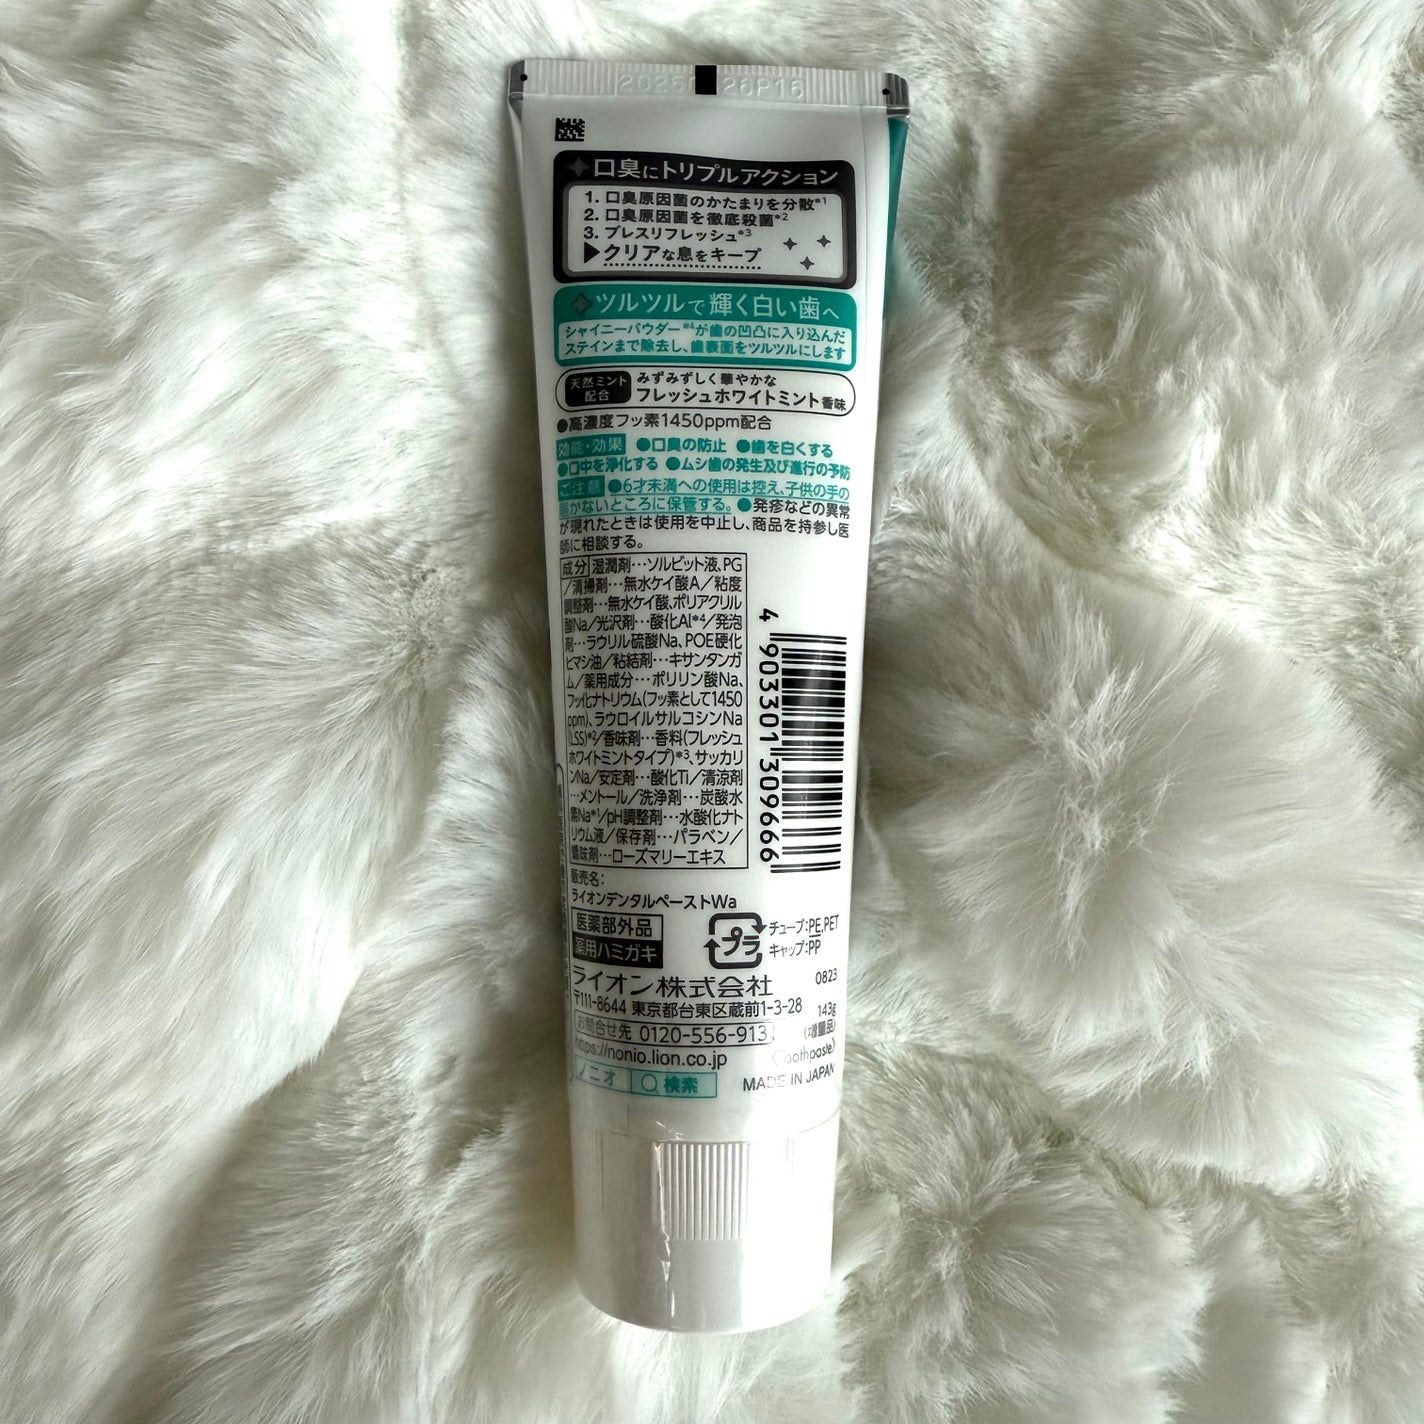 26P16
口臭にトリプルアクション
1. 口臭原因菌のかたまりを分散*1
2. 口臭原因菌を徹底殺菌*2
3. ブレスリフレッシュ*3
▶クリアな息をキープ
ツルツルで輝く白い歯へ
シャイニーパウダー*4が歯の凹凸に入り込んだ
ステインまで除去し、歯表面をツルツルにします
天然ミント
配合
みずみずしく華やかな
フレッシュホワイトミント香味
●高濃度フッ素1450ppm配合
効能・効果 ●口臭の防止 ●歯を白くする
●口中を浄化する ●ムシ歯の発生及び進行の予防
ご注意 ●6才未満への使用は控え、子供の手の
届かないところに保管する。●発疹などの異常
が現れたときは使用を中止し、商品を持参し医
師に相談する。
成分 湿潤剤…ソルビット液、PG
/清掃剤…無水ケイ酸A/粘度
調整剤…無水ケイ酸、ポリアクリル
酸Na/光沢剤…酸化Al*4/発泡
剤…ラウリル硫酸Na、POE硬化
ヒマシ油/粘結剤…キサンタンガ
ム/薬用成分…ポリリン酸Na、
フッ化ナトリウム(フッ素として1450
ppm)、ラウロイルサルコシンNa
(LSS)*2/香味剤…香料(フレッシュ
ホワイトミントタイプ)*3、サッカリ
ンNa/安定剤…酸化Ti/清涼剤
…メントール/洗浄剤…炭酸水
素Na*1/pH調整剤…水酸化ナト
リウム液/保存剤…パラベン/
矯味剤…ローズマリーエキス
4 903301 309666
販売名:
ライオンデンタルペーストWa
医薬部外品
薬用ハミガキ
プラ
チューブ:PE,PET
キャップ:PP
ライオン株式会社
0823
〒111-8644 東京都台東区蔵前1-3-28
143g
(増量品)
お問合せ先 0120-556-913
https://nonio.lion.co.jp
《Toothpaste》
ノニオ 検索
MADE IN JAPAN